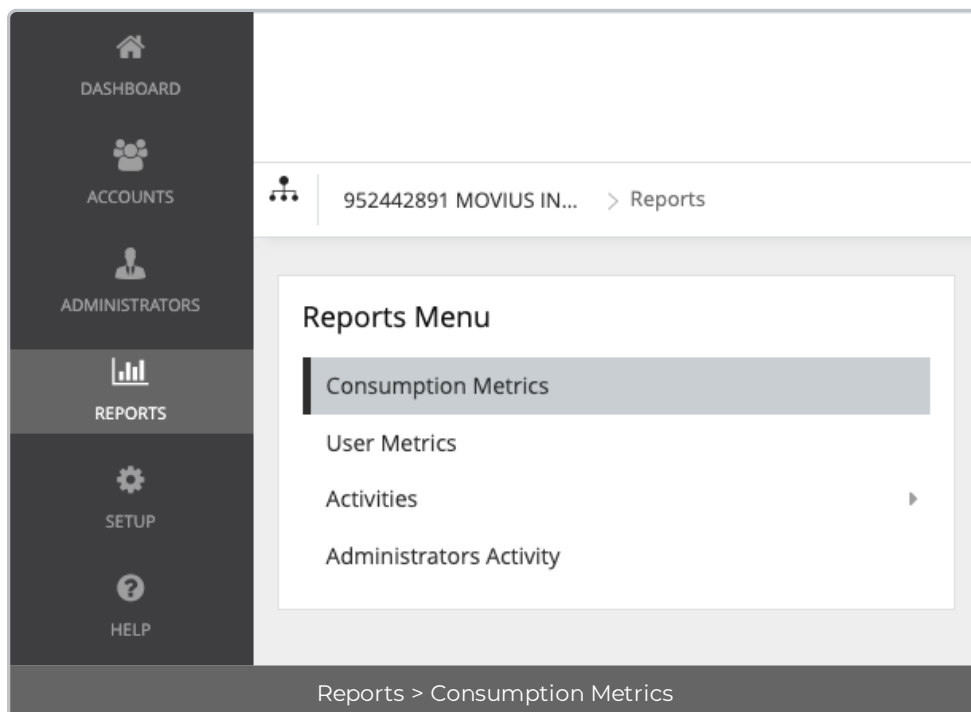 DASHBOARD
ACCOUNTS
ADMINISTRATORS
REPORTS
SETUP
HELP
952442891 MOVIUS IN... > Reports
Reports Menu
Consumption Metrics
User Metrics
Activities
Administrators Activity
Reports > Consumption Metrics